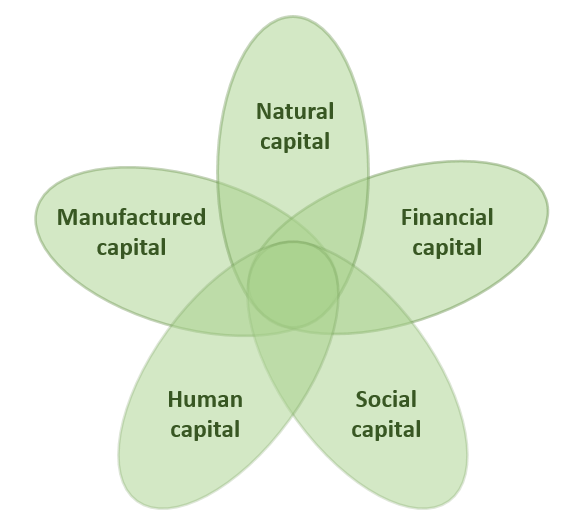 Natural
capital
Manufactured
capital
Financial
capital
Human
capital
Social
capital